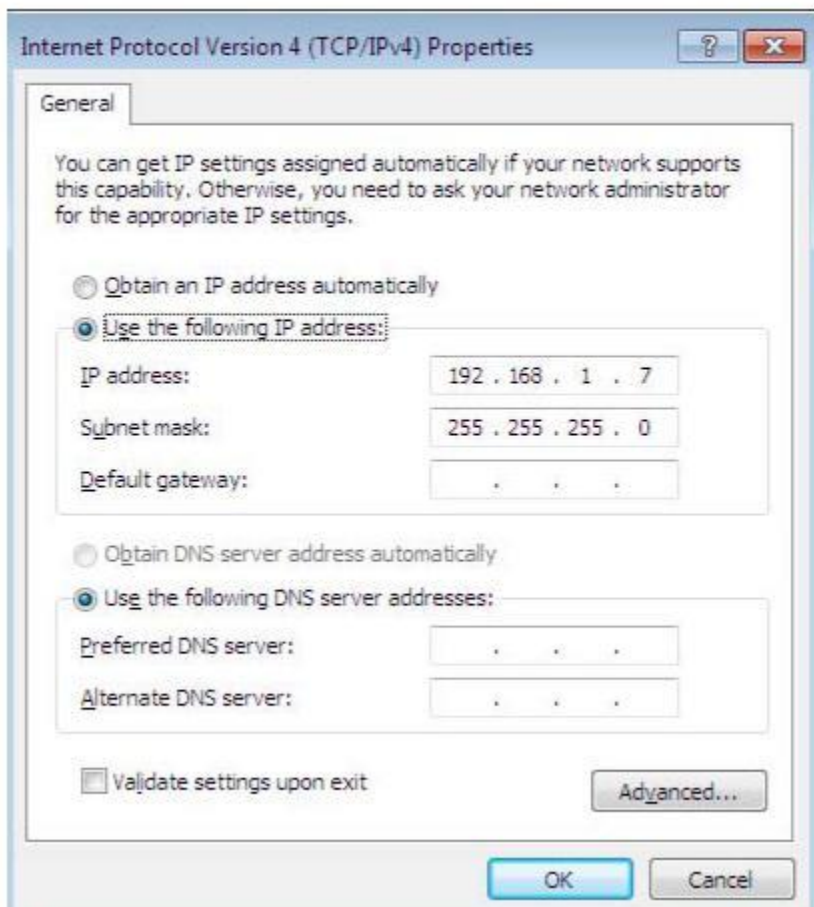 Internet Protocol Version 4 (TCP/IPv4) Properties
General
You can get IP settings assigned automatically if your network supports
this capability. Otherwise, you need to ask your network administrator
for the appropriate IP settings.
Obtain an IP address automatically
Use the following IP address:
IP address: 192 . 168 . 1 . 7
Subnet mask: 255 . 255 . 255 . 0
Default gateway: . . .
Obtain DNS server address automatically
Use the following DNS server addresses:
Preferred DNS server: . . .
Alternate DNS server: . . .
Validate settings upon exit
Advanced...
OK Cancel